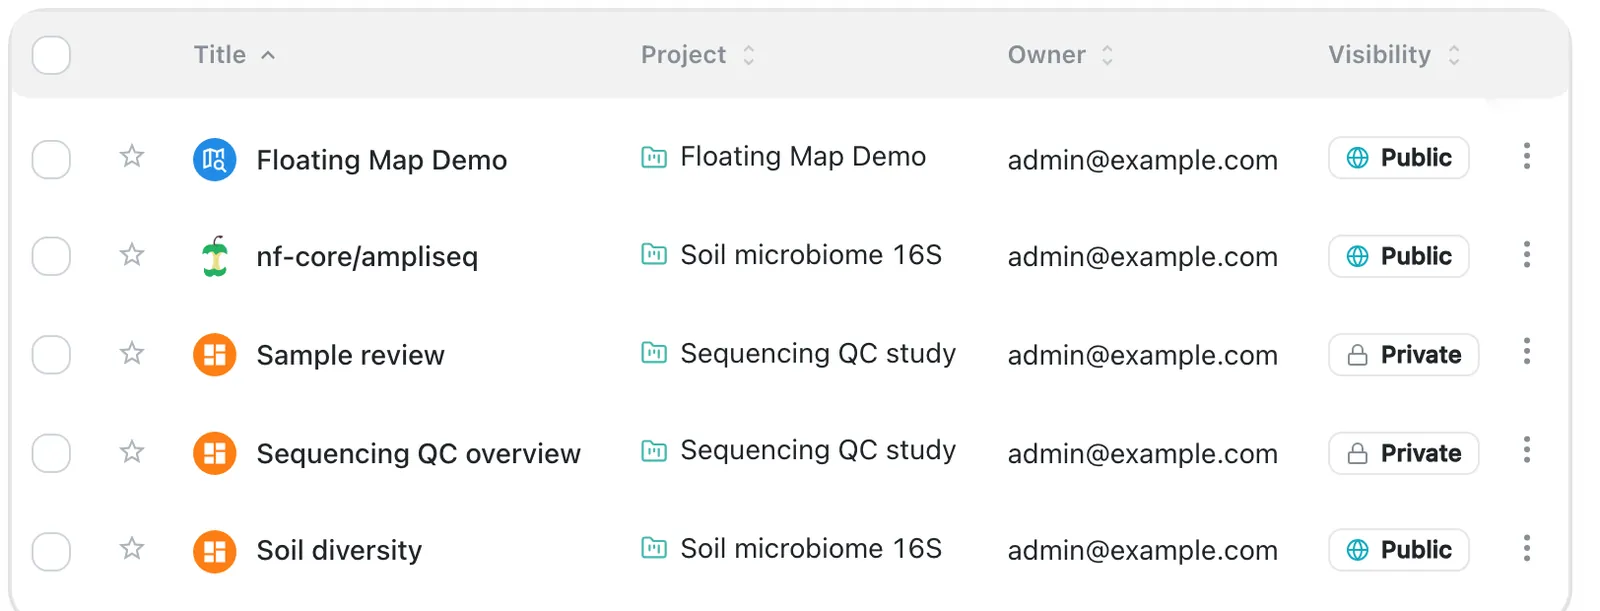 Title Project Owner Visibility
Floating Map Demo Floating Map Demo admin@example.com Public
nf-core/ampliseq Soil microbiome 16S admin@example.com Public
Sample review Sequencing QC study admin@example.com Private
Sequencing QC overview Sequencing QC study admin@example.com Private
Soil diversity Soil microbiome 16S admin@example.com Public